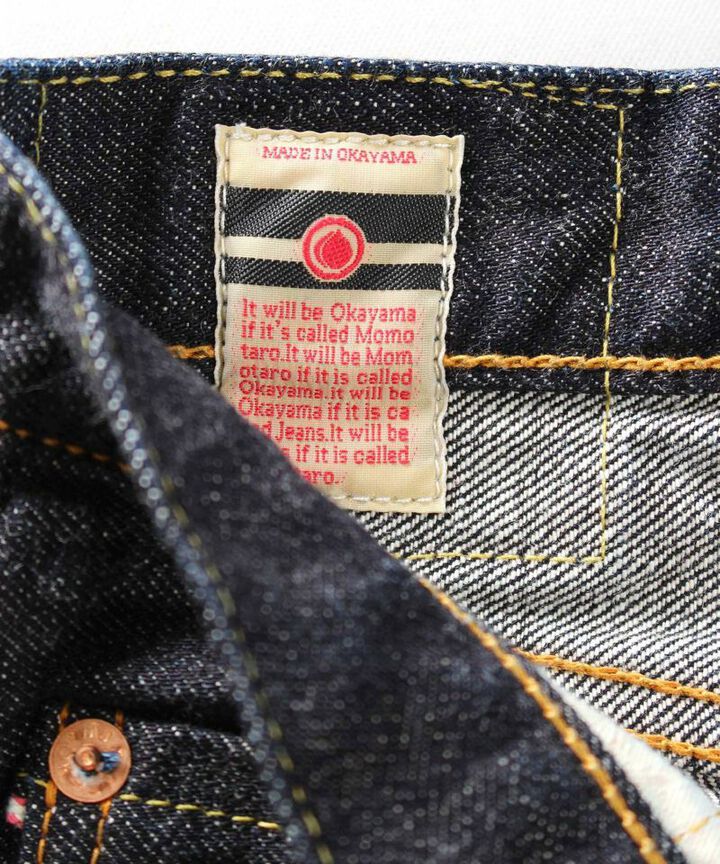 MADE IN OKAYAMA
It will be Okayama
if it's called Momo
taro.It will be Mom
otaro if it is called
Okayama.it will be
Okayama if it is ca
d Jeans.It will be
s if it is called
taro.